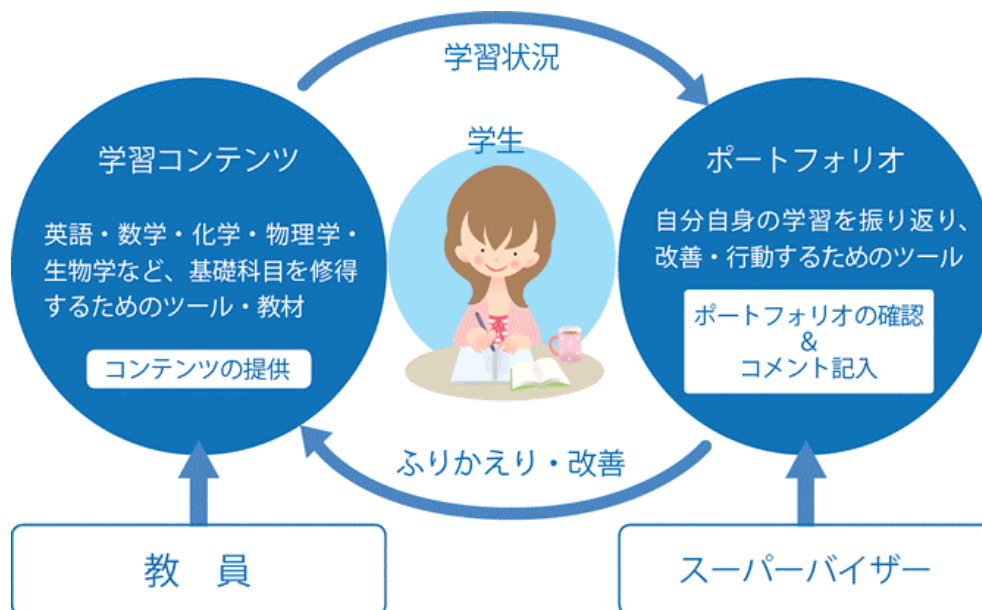 学習状況
学生
学習コンテンツ
英語・数学・化学・物理学・
生物学など、基礎科目を修得
するためのツール・教材
コンテンツの提供
ポートフォリオ
自分自身の学習を振り返り、
改善・行動するためのツール
ポートフォリオの確認
&
コメント記入
ふりかえり・改善
教　員
スーパーバイザー